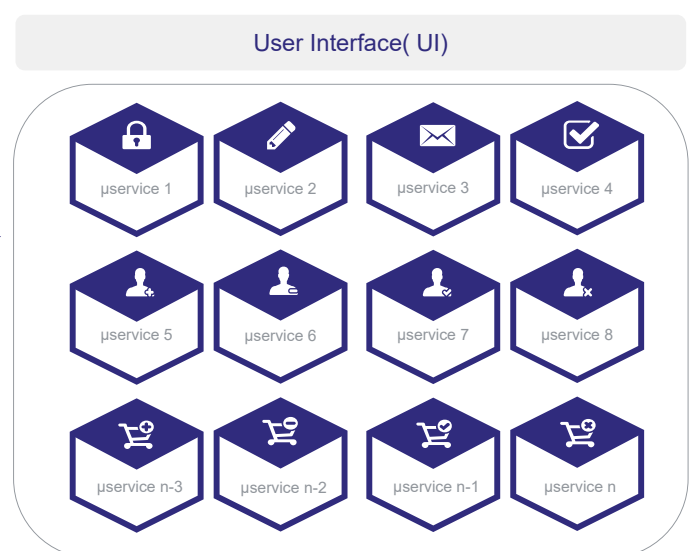 User Interface( UI)
µservice 1
µservice 2
µservice 3
µservice 4
µservice 5
µservice 6
µservice 7
µservice 8
µservice n-3
µservice n-2
µservice n-1
µservice n